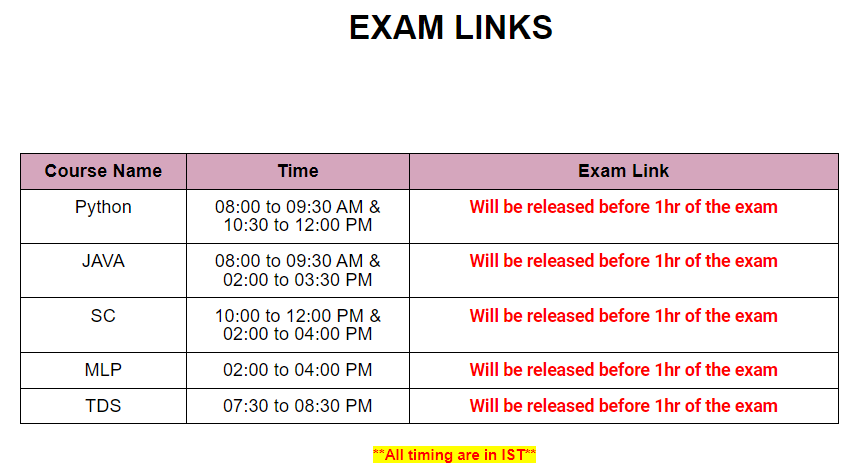 EXAM LINKS
Course Name Time Exam Link
Python 08:00 to 09:30 AM & Will be released before 1hr of the exam
10:30 to 12:00 PM
JAVA 08:00 to 09:30 AM & Will be released before 1hr of the exam
02:00 to 03:30 PM
SC 10:00 to 12:00 PM & Will be released before 1hr of the exam
02:00 to 04:00 PM
MLP 02:00 to 04:00 PM Will be released before 1hr of the exam
TDS 07:30 to 08:30 PM Will be released before 1hr of the exam
**All timing are in IST**